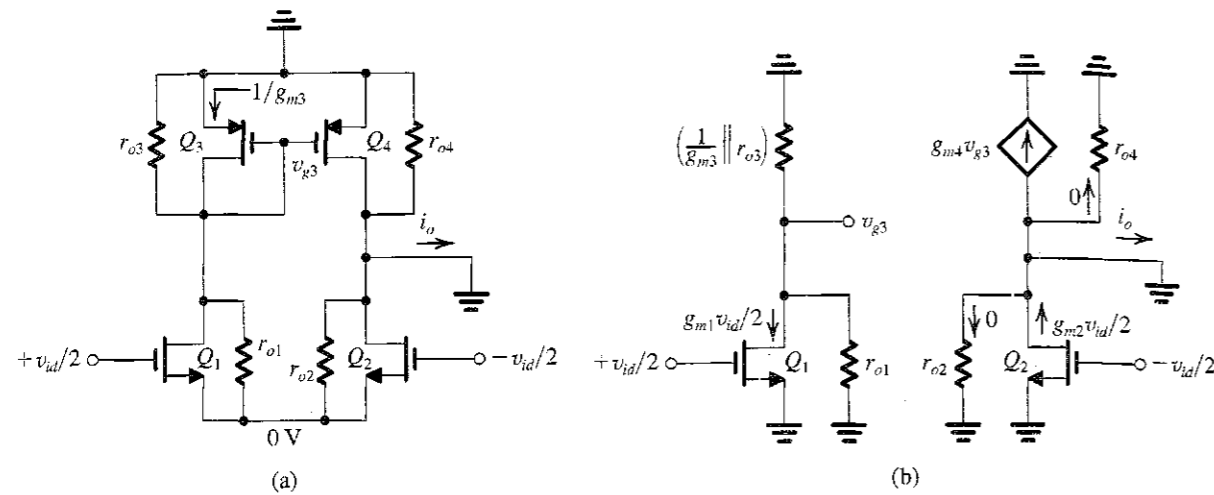 1/g_{m3}
r_{o3}
Q_3
Q_4
r_{o4}
v_{g3}
i_o
+v_{id}/2
Q_1
r_{o1}
r_{o2}
Q_2
-v_{id}/2
0 V
(a)
(1/g_{m3} || r_{o3})
g_{m4}v_{g3}
r_{o4}
0
v_{g3}
i_o
g_{m1}v_{id}/2
0
g_{m2}v_{id}/2
+v_{id}/2
Q_1
r_{o1}
r_{o2}
Q_2
-v_{id}/2
(b)